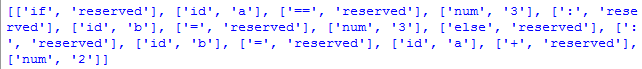 [['if', 'reserved'], ['id', 'a'], ['==', 'reserved'], ['num', '3'], [':', 'rese
rved'], ['id', 'b'], ['=', 'reserved'], ['num', '3'], ['else', 'reserved'], [':
', 'reserved'], ['id', 'b'], ['=', 'reserved'], ['id', 'a'], ['+', 'reserved'],
['num', '2']]